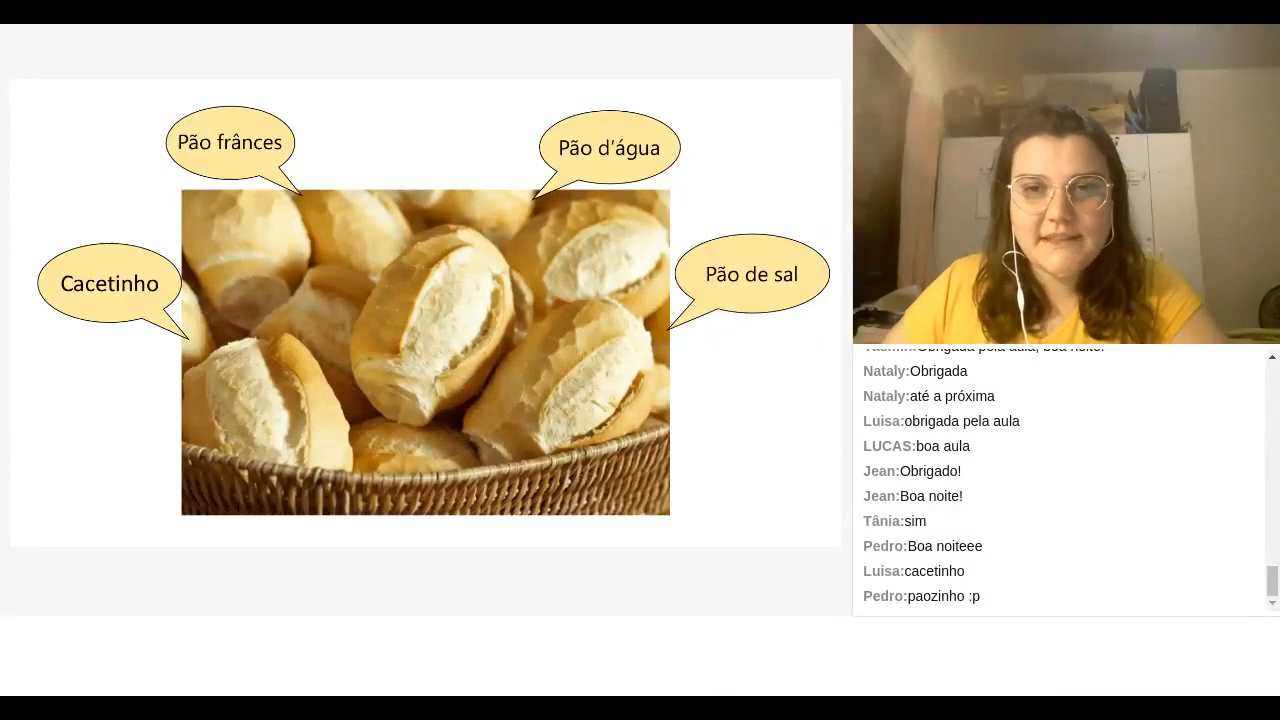 Pão frânces
Pão d'água
Cacetinho
Pão de sal
Nataly:Obrigada
Nataly:até a próxima
Luisa:obrigada pela aula
LUCAS:boa aula
Jean:Obrigado!
Jean:Boa noite!
Tânia:sim
Pedro:Boa noiteee
Luisa:cacetinho
Pedro:paozinho :p